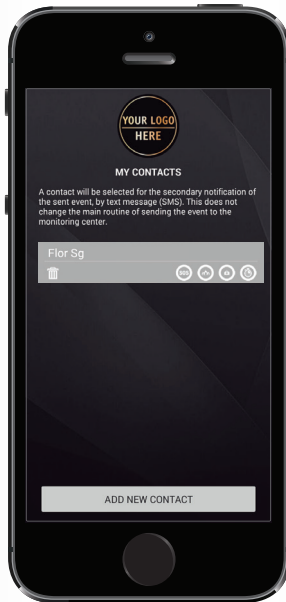 YOUR LOGO
HERE
MY CONTACTS
A contact will be selected for the secondary notification of
the sent event, by text message (SMS). This does not
change the main routine of sending the event to the
monitoring center.
Flor Sg
SOS
ADD NEW CONTACT